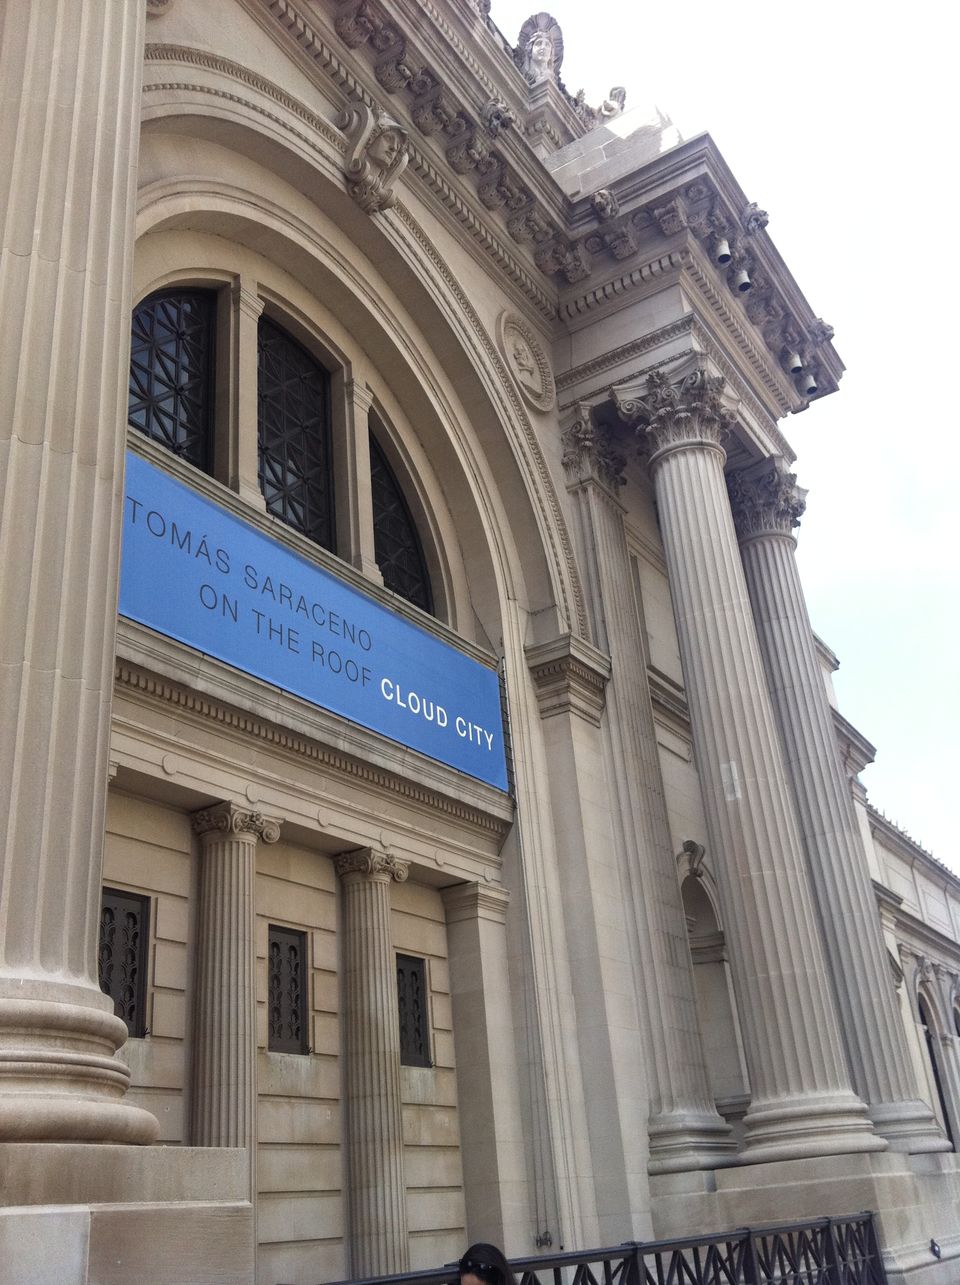 TOMÁS SARACENO
ON THE ROOF CLOUD CITY